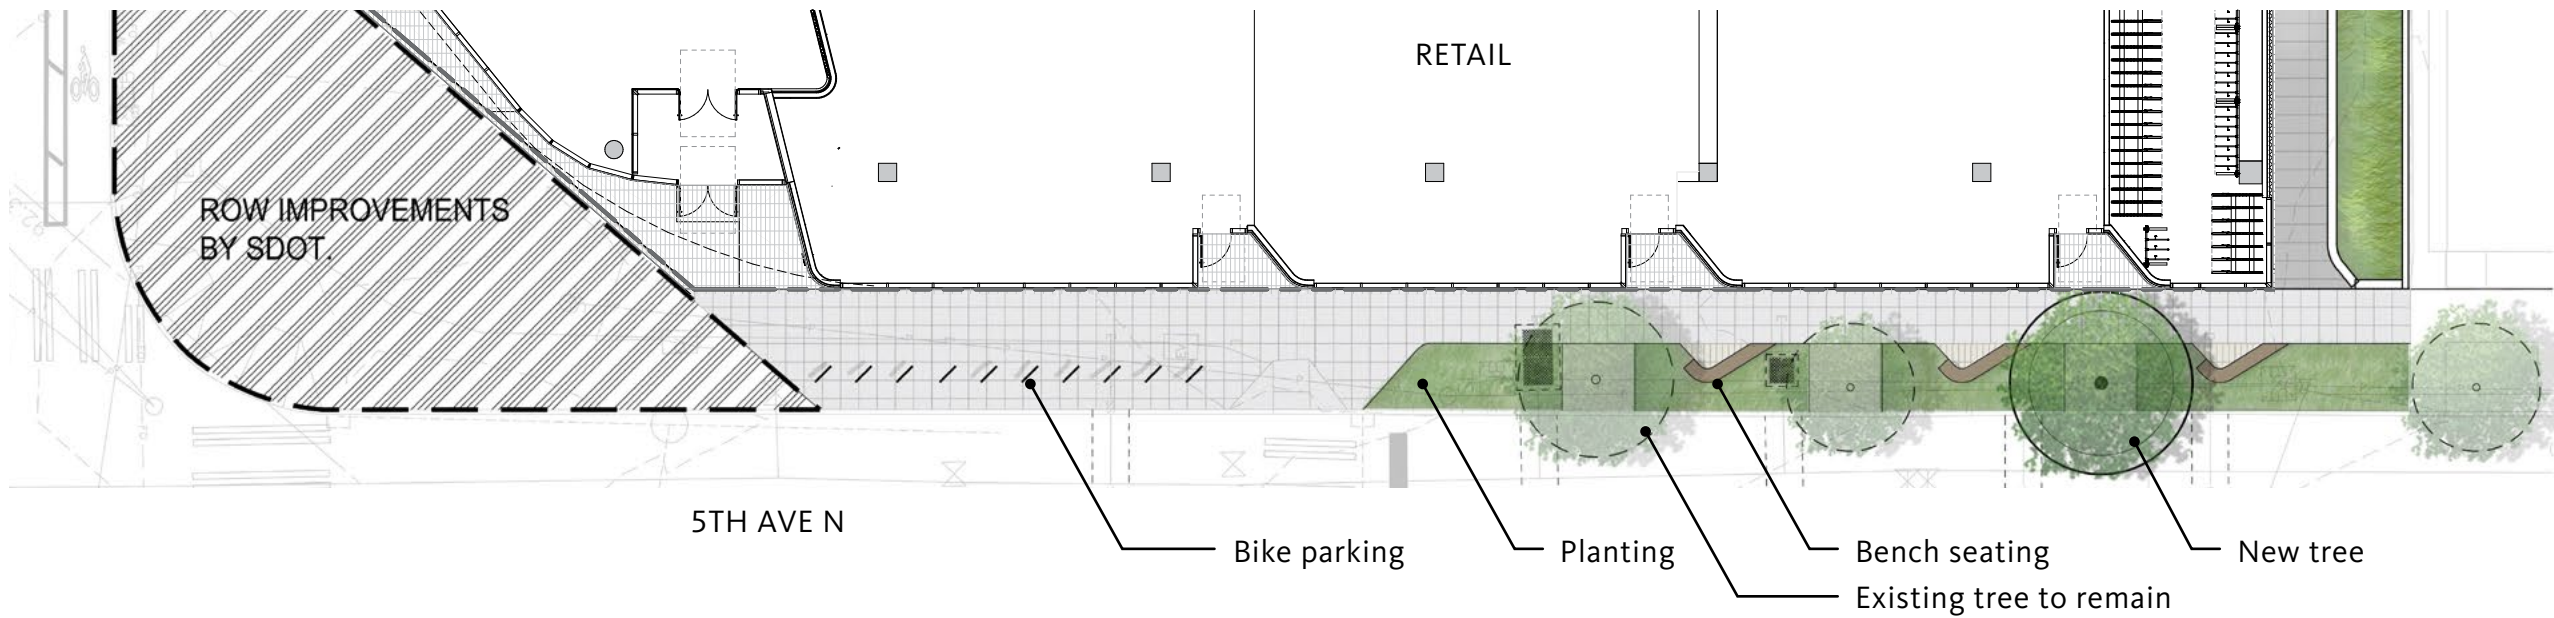 RETAIL
ROW IMPROVEMENTS
BY SDOT.
5TH AVE N
Bike parking
Planting
Bench seating
New tree
Existing tree to remain